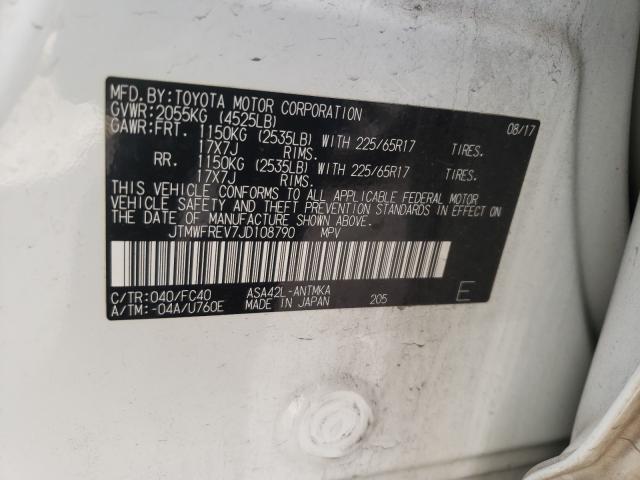 MFD. BY:TOYOTA MOTOR CORPORATION 08/17
GVWR:2055KG (4525LB)
GAWR:FRT. 1150KG (2535LB) WITH 225/65R17 TIRES.
17X7J RIMS.
RR. 1150KG (2535LB) WITH 225/65R17 TIRES.
17X7J RIMS.
THIS VEHICLE CONFORMS TO ALL APPLICABLE FEDERAL MOTOR
VEHICLE SAFETY AND THEFT PREVENTION STANDARDS IN EFFECT ON
THE DATE OF MANUFACTURE SHOWN ABOVE.
JTMWFREV7JD108790 MPV
C/TR:040/FC40 ASA42L-ANTMKA
A/TM:-04A/U760E MADE IN JAPAN 205 E